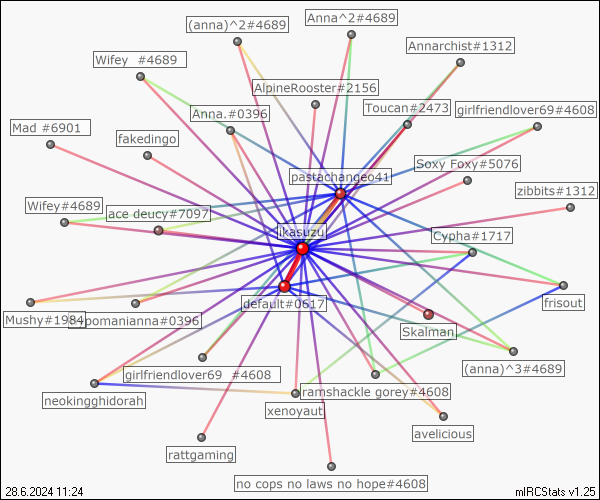 (anna)^2#4689
Anna^2#4689
Annarchist#1312
Wifey #4689
AlpineRooster#2156
Anna.#0396
Toucan#2473
girlfriendlover69#4608
Mad #6901
fakedingo
Soxy Foxy#5076
pastachangeo41
zibbits#1312
Wifey#4689
ace deucy#7097
ikasuzu
Cypha#1717
default#0617
frisout
Mushy#1984
pomanianna#0396
Skalman
girlfriendlover69 #4608
(anna)^3#4689
neokingghidorah
ramshackle gorey#4608
xenoyaut
avelicious
rattgaming
no cops no laws no hope#4608
28.6.2024 11:24
mIRCStats v1.25